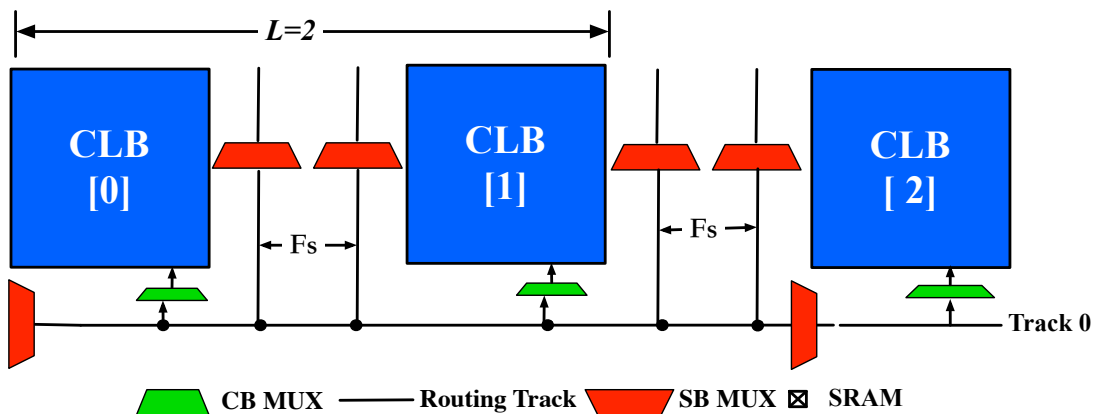 L=2
CLB
[0]
CLB
[1]
CLB
[ 2]
Fs
Fs
Track 0
CB MUX
Routing Track
SB MUX
SRAM